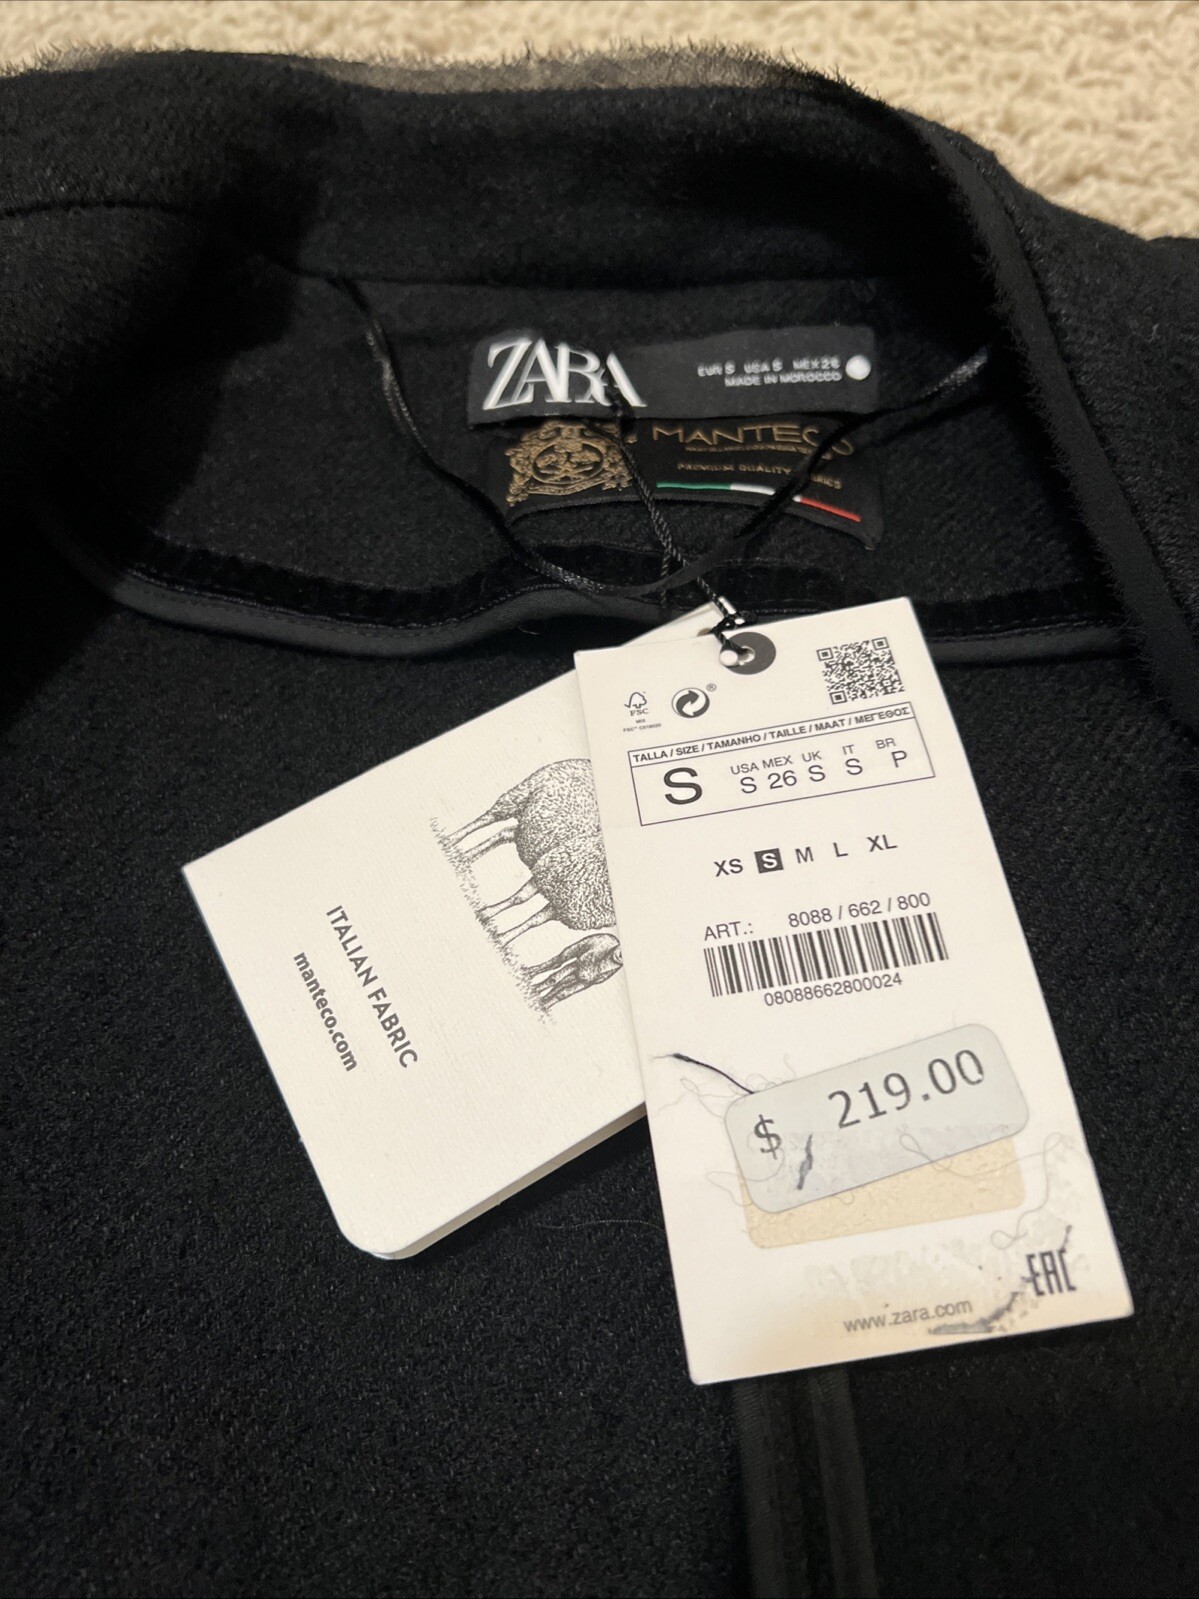 ZARA
EUR S USA S MEX 26
MADE IN MOROCCO
MANTECO
PREMIUM QUALITY
FSC
MIX
®
TALLA / SIZE / TAMANHO / TAILLE / MAAT / ΜΕΓΕΘΟΣ
S
USA MEX UK IT BR
S 26 S S P
XS S M L XL
ART.: 8088 / 662 / 800
08088662800024
$ 219.00
EAC
www.zara.com
ITALIAN FABRIC
manteco.com